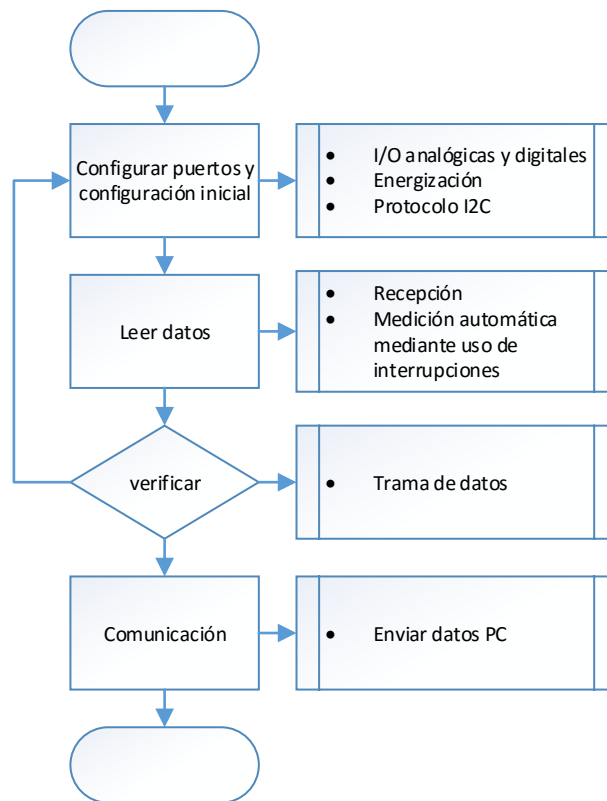 Configurar puertos y
configuración inicial
• I/O analógicas y digitales
• Energización
• Protocolo I2C
Leer datos
• Recepción
• Medición automática
mediante uso de
interrupciones
verificar
• Trama de datos
Comunicación
• Enviar datos PC